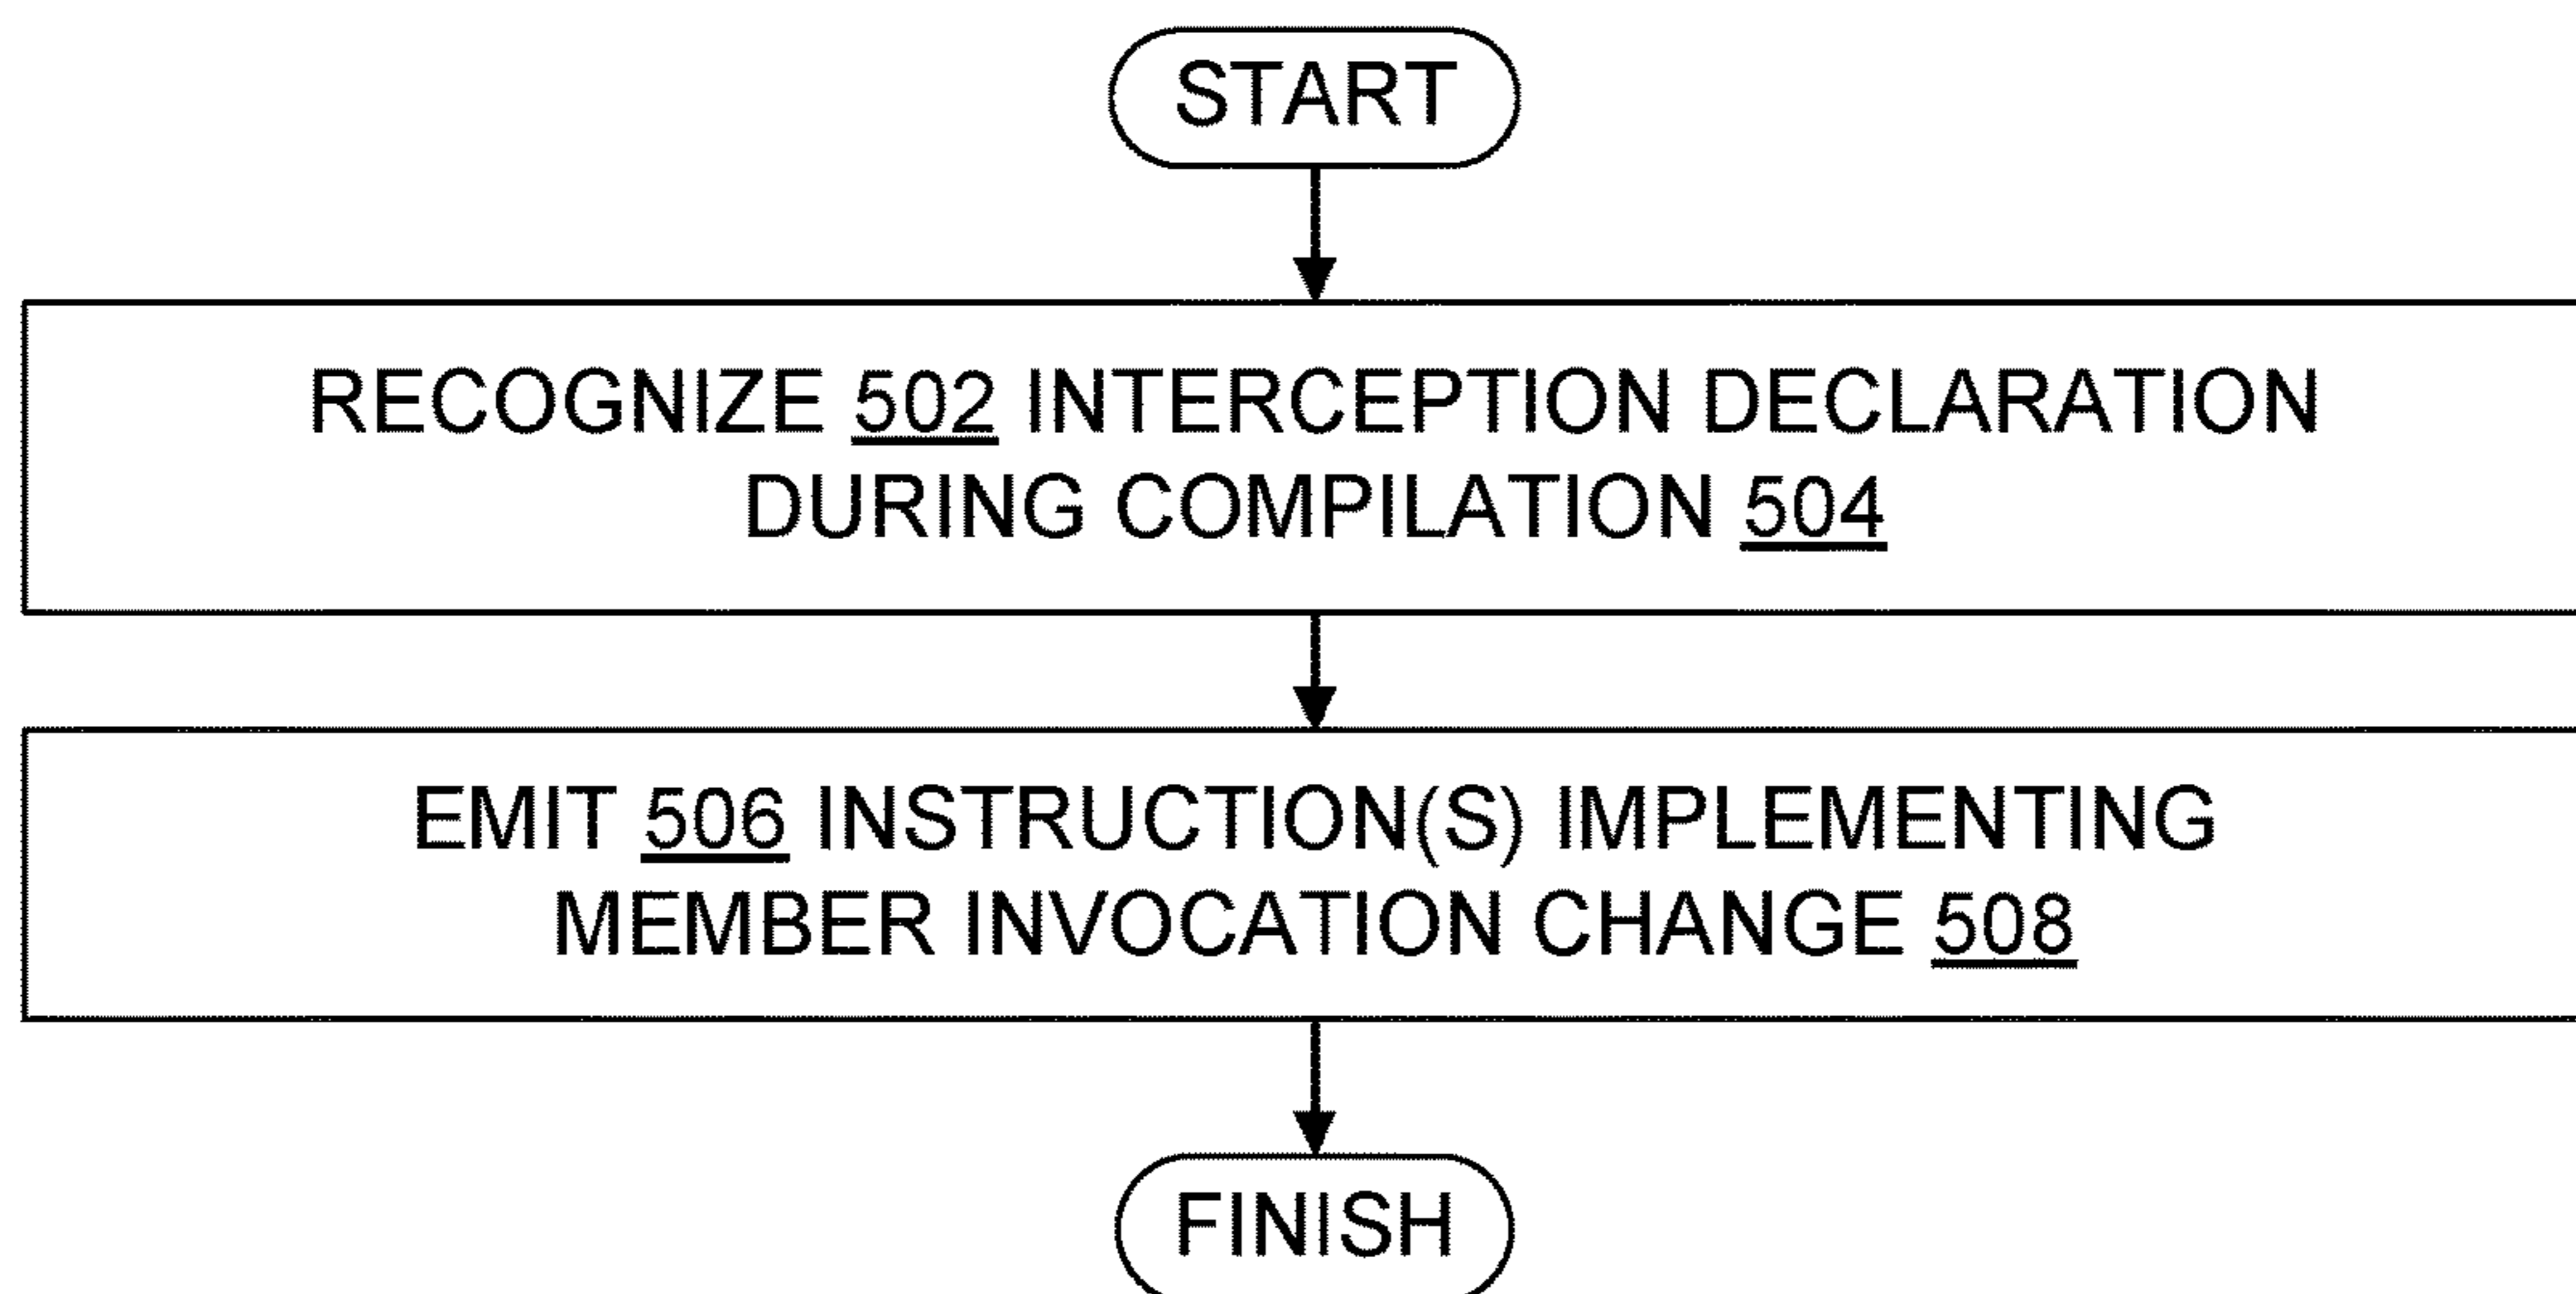 START
RECOGNIZE 502 INTERCEPTION DECLARATION
DURING COMPILATION 504
EMIT 506 INSTRUCTION(S) IMPLEMENTING
MEMBER INVOCATION CHANGE 508
FINISH